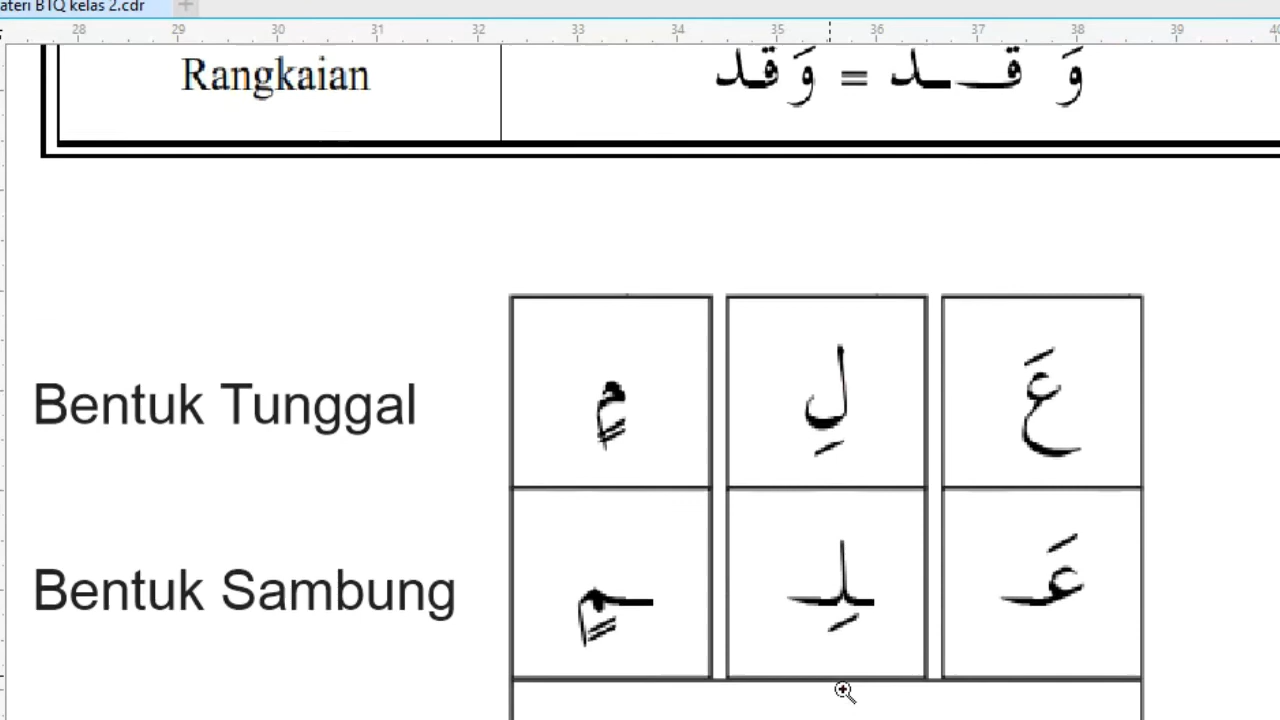 ateri BTQ kelas 2.cdr
28 29 30 31 32 33 34 35 36 37 38 39
Rangkaian
وَ قـــد = وَ قد
Bentuk Tunggal
عَ لِ مٍ
Bentuk Sambung
عَـ ـلِـ ـمٍ